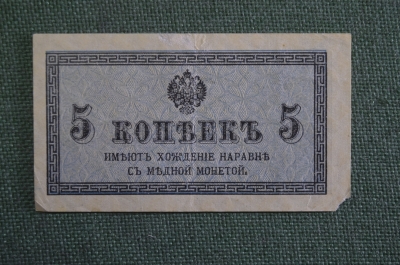 5 КОПѢЕКЪ 5
ИМѢЮТЪ ХОЖДЕНІЕ НАРАВНѢ
СЪ МѢДНОЙ МОНЕТОЙ.